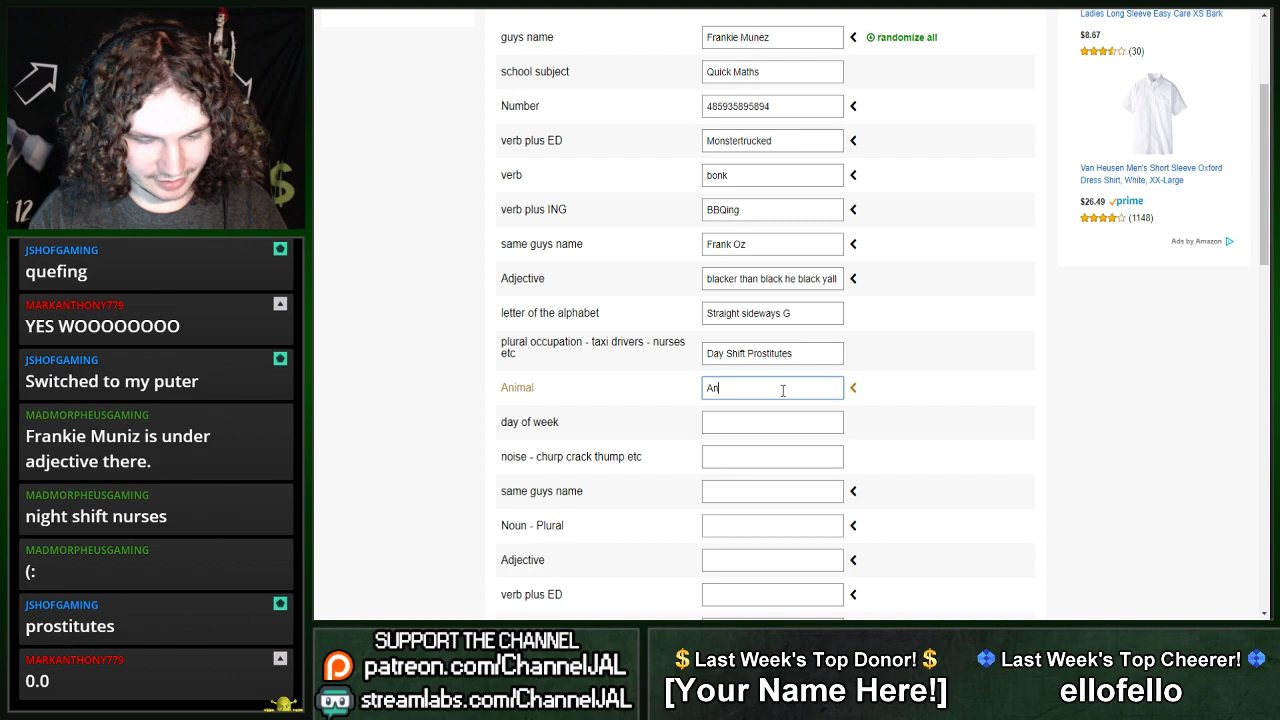 12
JSHOFGAMING
quefing
MARKANTHONY779
YES WOOOOOOOO
JSHOFGAMING
Switched to my puter
MADMORPHEUSGAMING
Frankie Muniz is under
adjective there.
MADMORPHEUSGAMING
night shift nurses
MADMORPHEUSGAMING
(:
JSHOFGAMING
prostitutes
MARKANTHONY779
0.0
guys name Frankie Munez randomize all
school subject Quick Maths
Number 485935895894
verb plus ED Monstertrucked
verb bonk
verb plus ING BBQing
same guys name Frank Oz
Adjective blacker than black he black yall
letter of the alphabet Straight sideways G
plural occupation - taxi drivers - nurses
etc Day Shift Prostitutes
Animal An
day of week
noise - churp crack thump etc
same guys name
Noun - Plural
Adjective
verb plus ED
Ladies Long Sleeve Easy Care XS Bark
$8.67
(30)
Van Heusen Men's Short Sleeve Oxford
Dress Shirt, White, XX-Large
$26.49 prime
(1148)
Ads by Amazon
SUPPORT THE CHANNEL
patreon.com/ChannelJAL
streamlabs.com/ChannelJAL
$ Last Week's Top Donor! $
[Your Name Here!]
Last Week's Top Cheerer!
ellofello